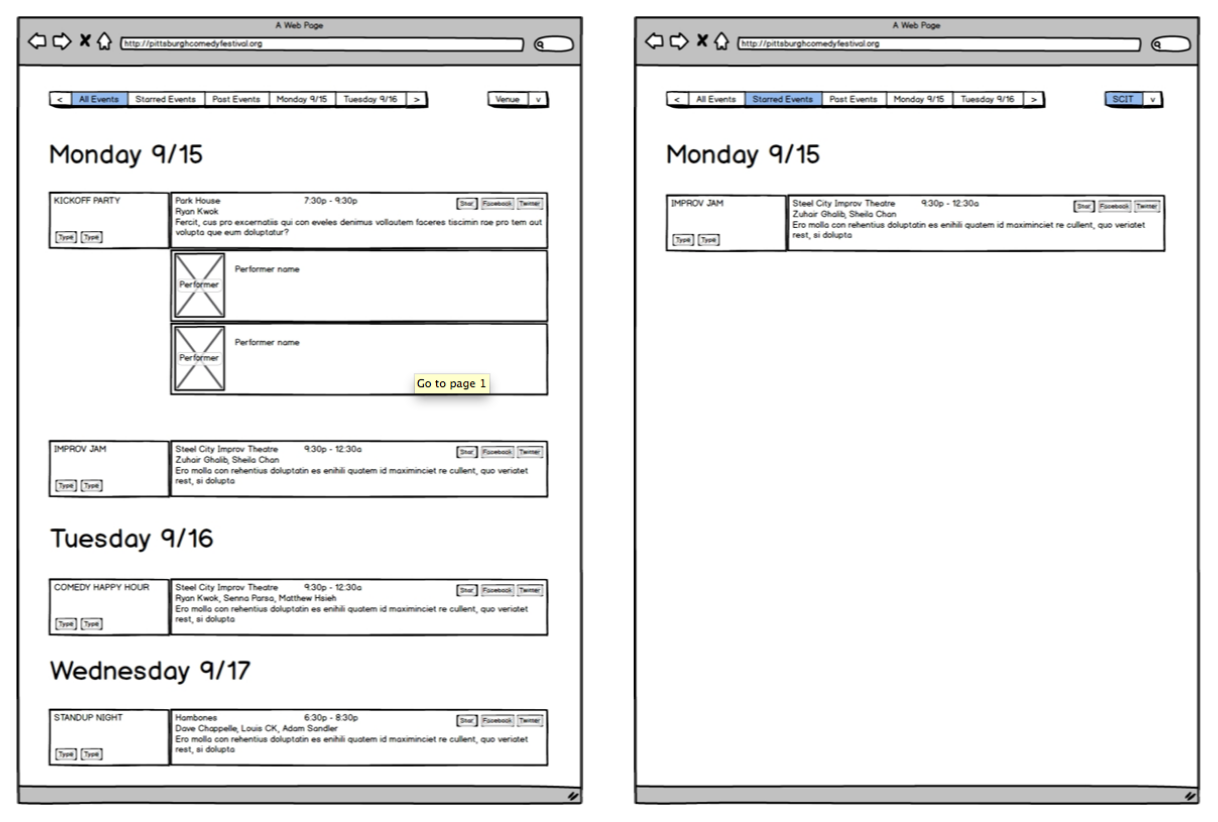 A Web Page
http://pittsburghcomedyfestival.org
< All Events Starred Events Past Events Monday 9/15 Tuesday 9/16 > Venue v
Monday 9/15
KICKOFF PARTY
Type Type
Park House 7:30p - 9:30p Star Facebook Twitter
Ryan Kwok
Fercit, cus pro excernatiis qui con eveles denimus vollautem faceres tiscimin rae pro tem aut
volupta que eum doluptatur?
Performer Performer name
Performer Performer name
Go to page 1
IMPROV JAM
Type Type
Steel City Improv Theatre 9:30p - 12:30a Star Facebook Twitter
Zuhair Ghalib, Sheila Chan
Ero molla con rehentius doluptatin es enihili quatem id maximinciet re cullent, quo veriatet
rest, si dolupta
Tuesday 9/16
COMEDY HAPPY HOUR
Type Type
Steel City Improv Theatre 9:30p - 12:30a Star Facebook Twitter
Ryan Kwok, Senna Parsa, Matthew Hsieh
Ero molla con rehentius doluptatin es enihili quatem id maximinciet re cullent, quo veriatet
rest, si dolupta
Wednesday 9/17
STANDUP NIGHT
Type Type
Hambones 6:30p - 8:30p Star Facebook Twitter
Dave Chappelle, Louis CK, Adam Sandler
Ero molla con rehentius doluptatin es enihili quatem id maximinciet re cullent, quo veriatet
rest, si dolupta
A Web Page
http://pittsburghcomedyfestival.org
< All Events Starred Events Past Events Monday 9/15 Tuesday 9/16 > SCIT v
Monday 9/15
IMPROV JAM
Type Type
Steel City Improv Theatre 9:30p - 12:30a Star Facebook Twitter
Zuhair Ghalib, Sheila Chan
Ero molla con rehentius doluptatin es enihili quatem id maximinciet re cullent, quo veriatet
rest, si dolupta